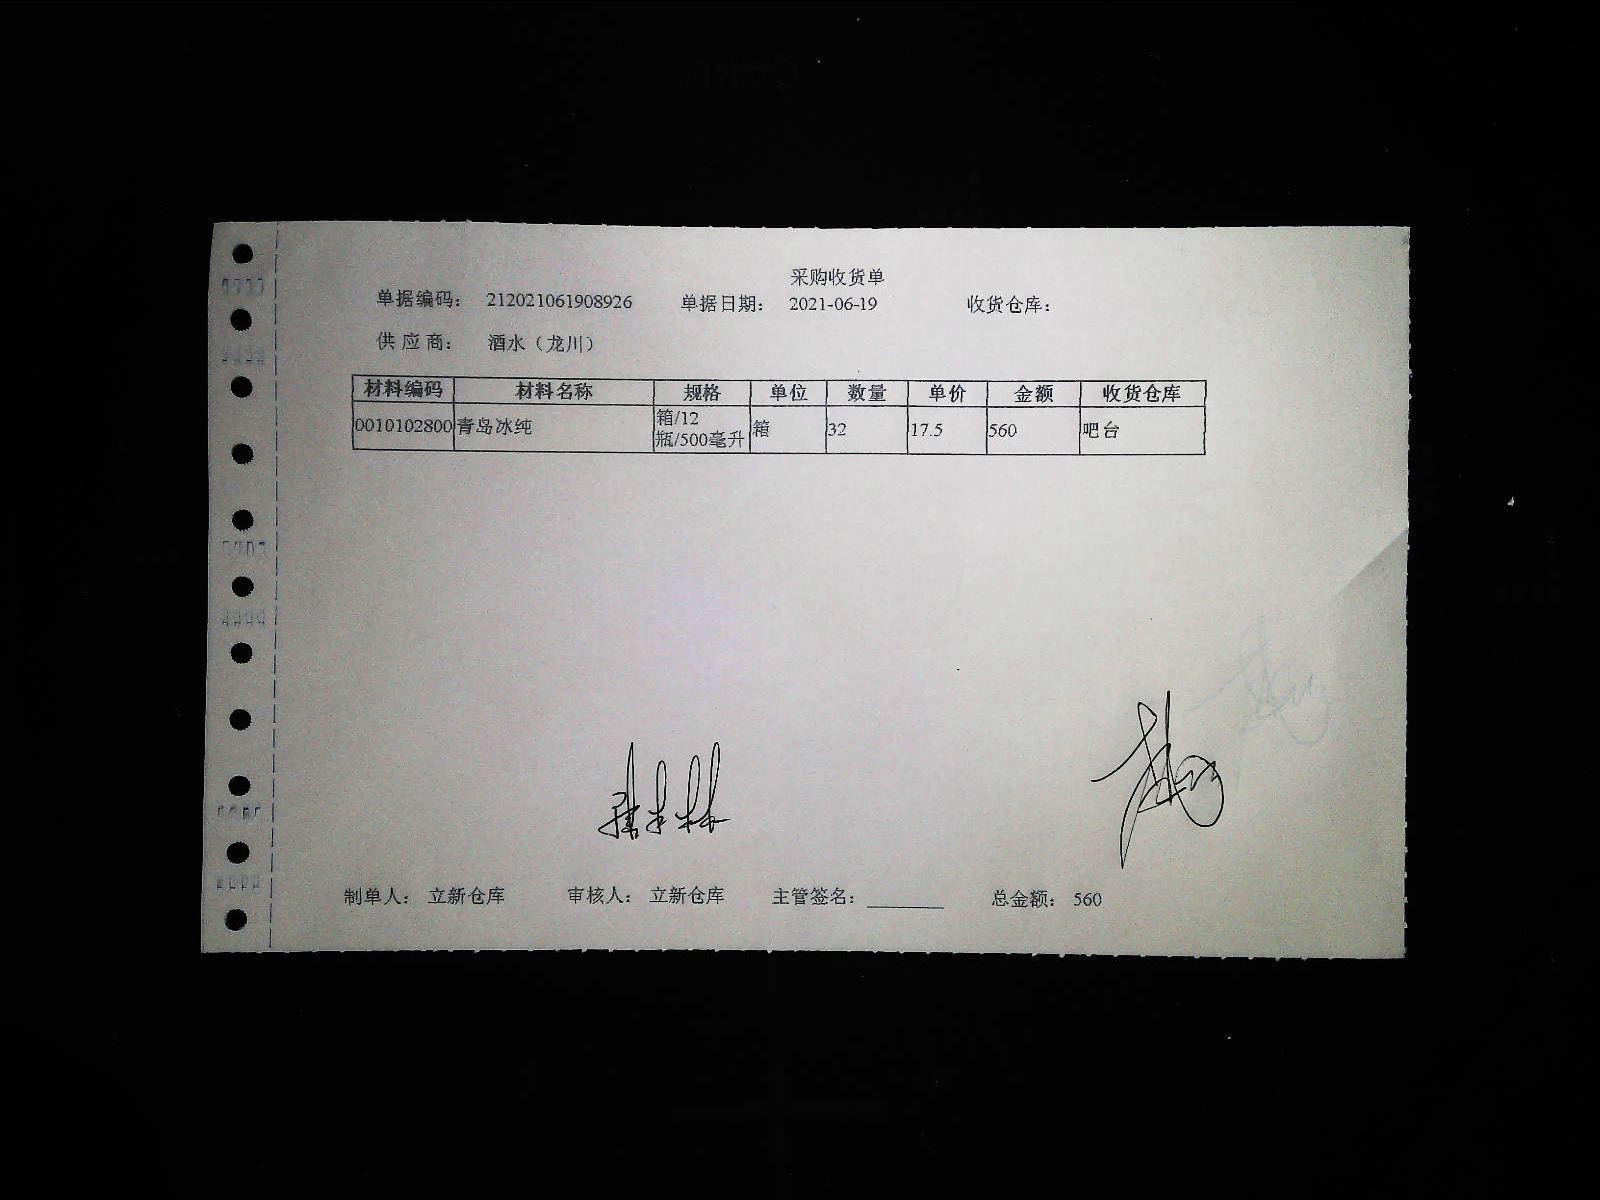 采购收货单
单据编码： 212021061908926 单据日期： 2021-06-19 收货仓库：
供 应 商： 酒水（龙川）
材料编码 材料名称 规格 单位 数量 单价 金额 收货仓库
0010102800 青岛冰纯 箱/12瓶/500毫升 箱 32 17.5 560 吧台
制单人： 立新仓库 审核人： 立新仓库 主管签名： 总金额： 560